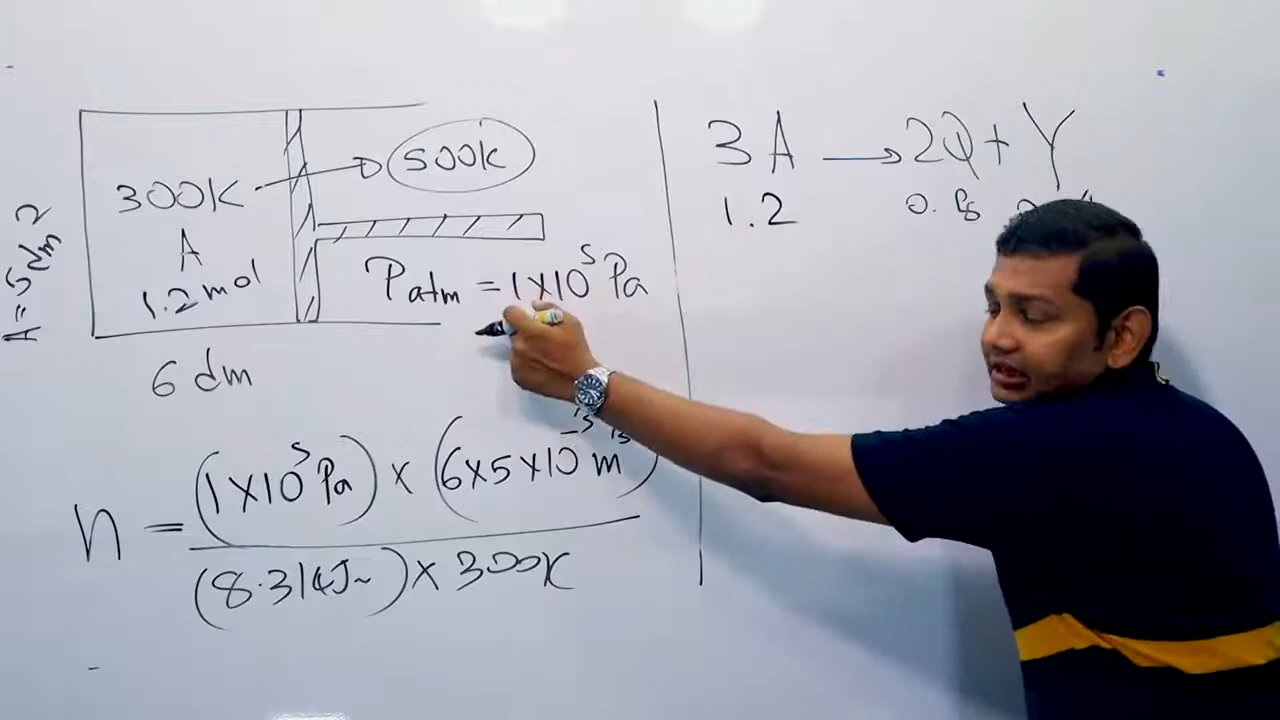 300K → 500K
A
1.2 mol
A = 5 dm 2
6 dm
Patm = 1×10⁵ Pa
n = (1×10⁵ Pa) × (6×5×10⁻³ m³)
(8.314J~) × 300K
3A → 2Q + Y
1.2 0.8